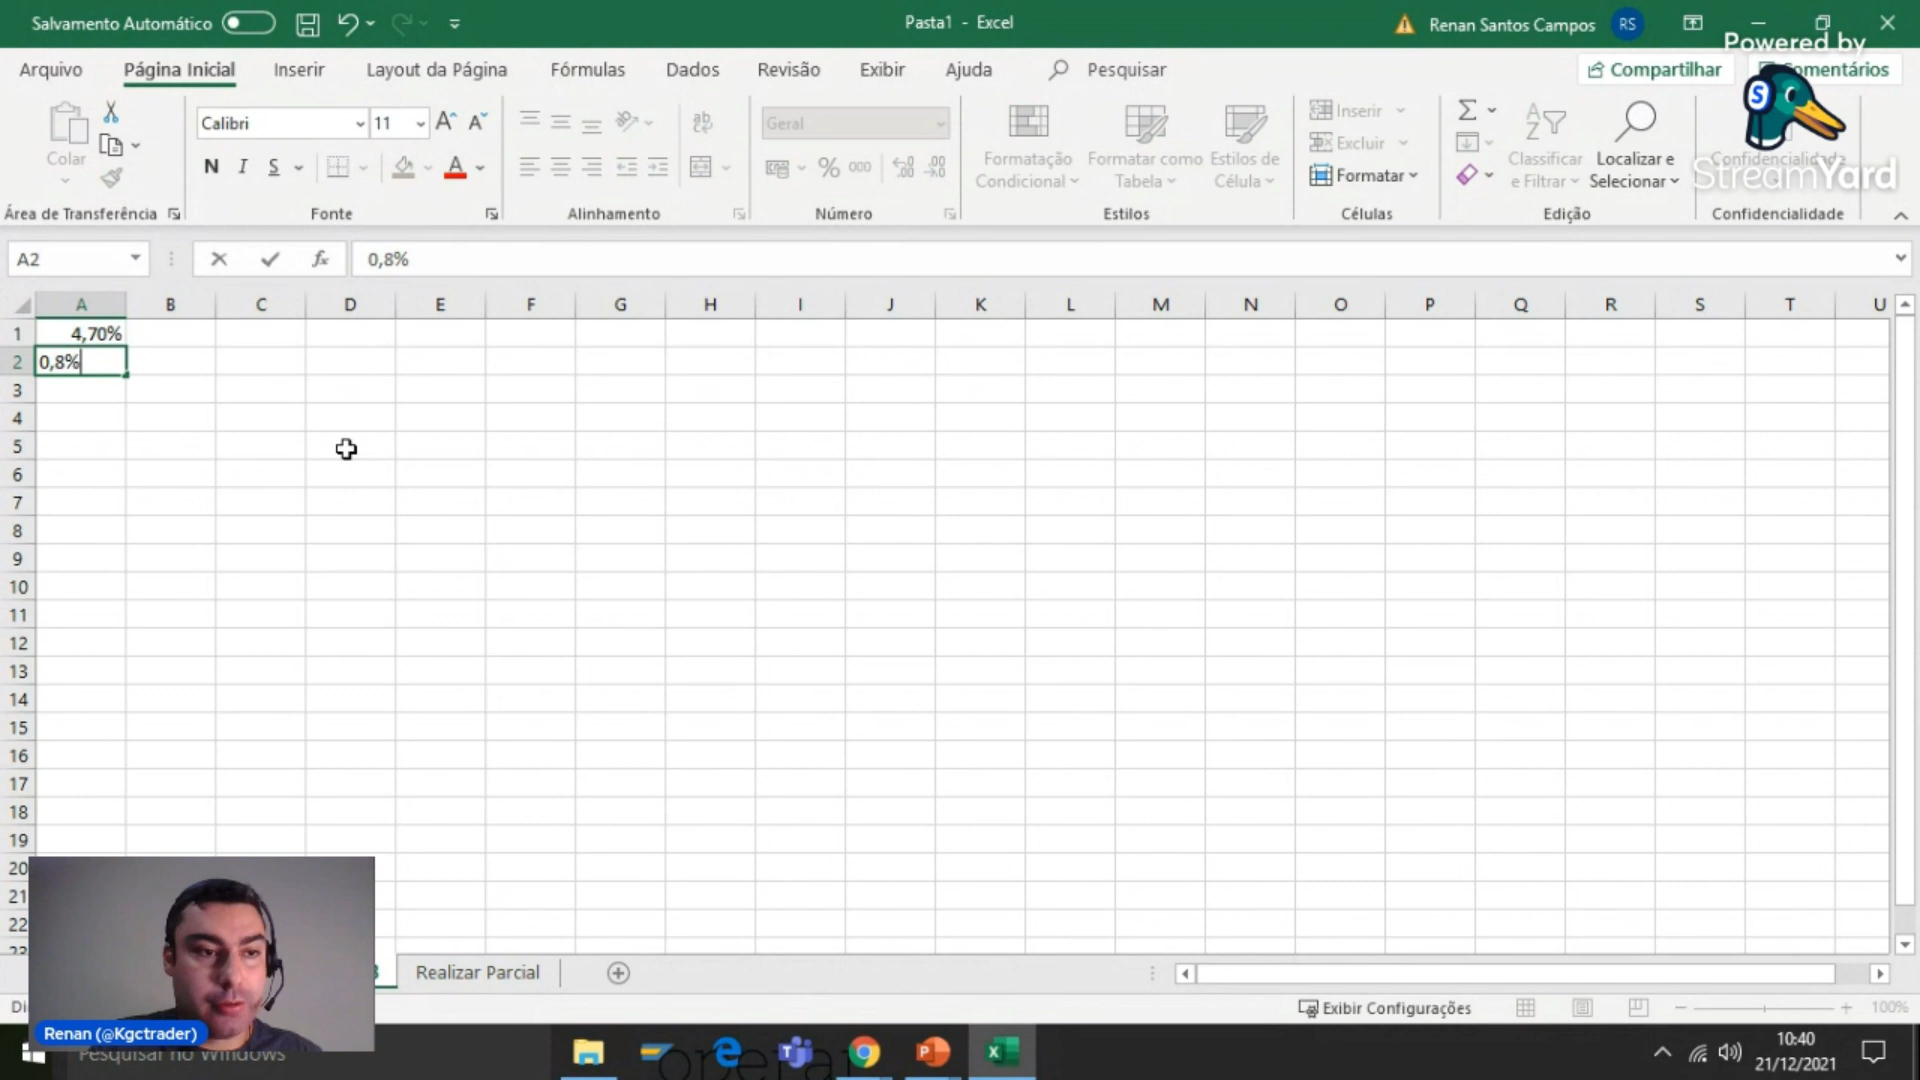 Salvamento Automático
Pasta1 - Excel
Renan Santos Campos
RS
Powered by
Arquivo
Página Inicial
Inserir
Layout da Página
Fórmulas
Dados
Revisão
Exibir
Ajuda
Pesquisar
Compartilhar
Comentários
Colar
Calibri
11
N I S
Geral
% 000
Formatação Condicional
Formatar como Tabela
Estilos de Célula
Inserir
Excluir
Formatar
Classificar e Filtrar
Localizar e Selecionar
Confidencialidade
StreamYard
Área de Transferência
Fonte
Alinhamento
Número
Estilos
Células
Edição
Confidencialidade
A2
fx
0,8%
A B C D E F G H I J K L M N O P Q R S T U
1 4,70%
2 0,8%
3
4
5
6
7
8
9
10
11
12
13
14
15
16
17
18
19
20
21
22
23
Realizar Parcial
Exibir Configurações
100%
Renan (@Kgctrader)
Pesquisar no Windows
operar
10:40
21/12/2021